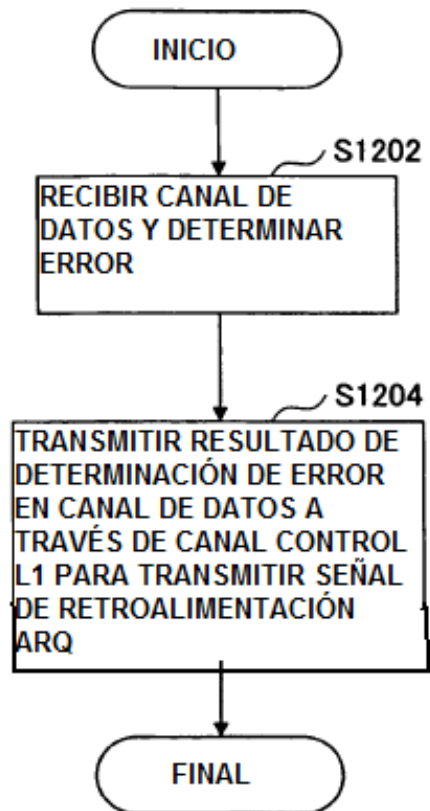 INICIO
S1202
RECIBIR CANAL DE
DATOS Y DETERMINAR
ERROR
S1204
TRANSMITIR RESULTADO DE
DETERMINACIÓN DE ERROR
EN CANAL DE DATOS A
TRAVÉS DE CANAL CONTROL
L1 PARA TRANSMITIR SEÑAL
DE RETROALIMENTACIÓN
ARQ
FINAL